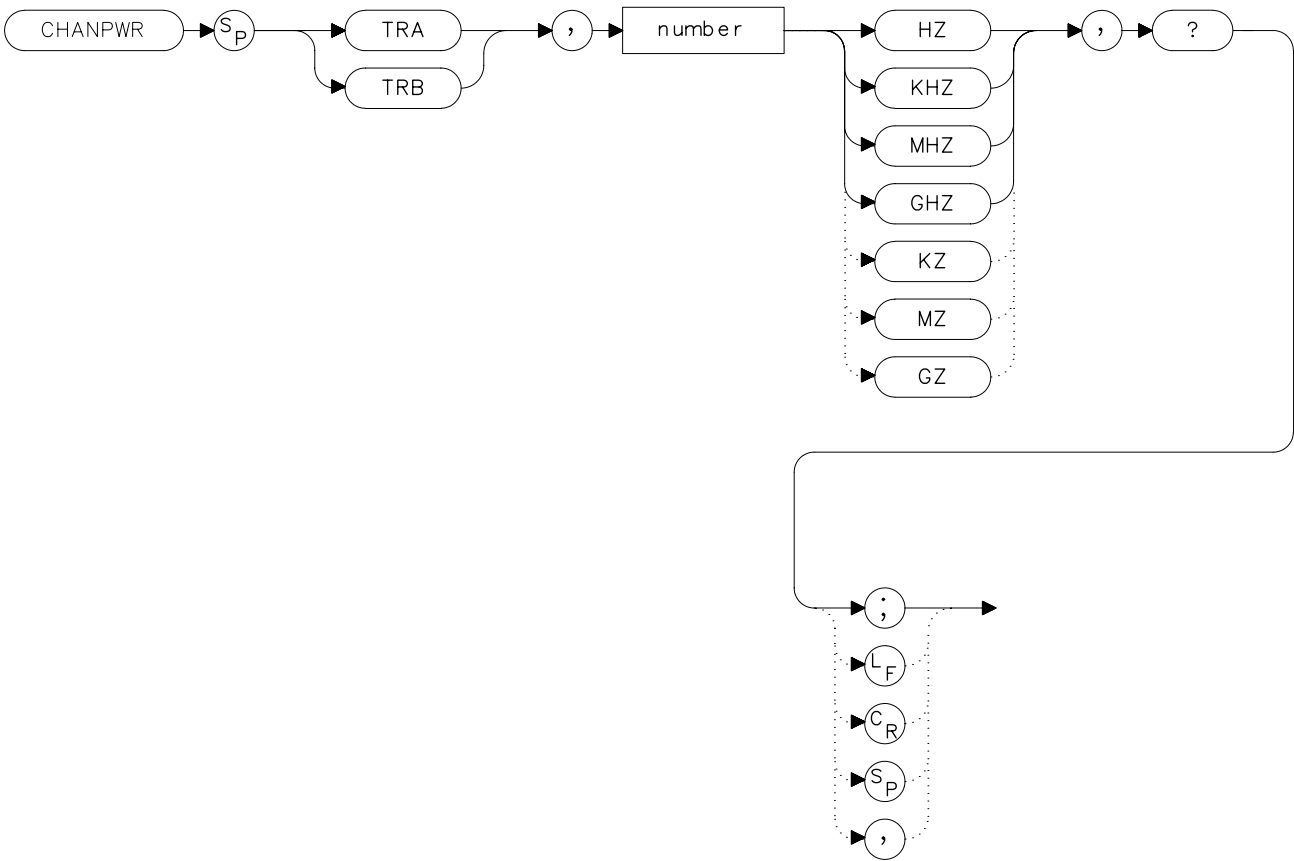 CHANPWR SP TRA , number HZ , ?
TRB KHZ
MHZ
GHZ
KZ
MZ
GZ
;
LF
CR
SP
,